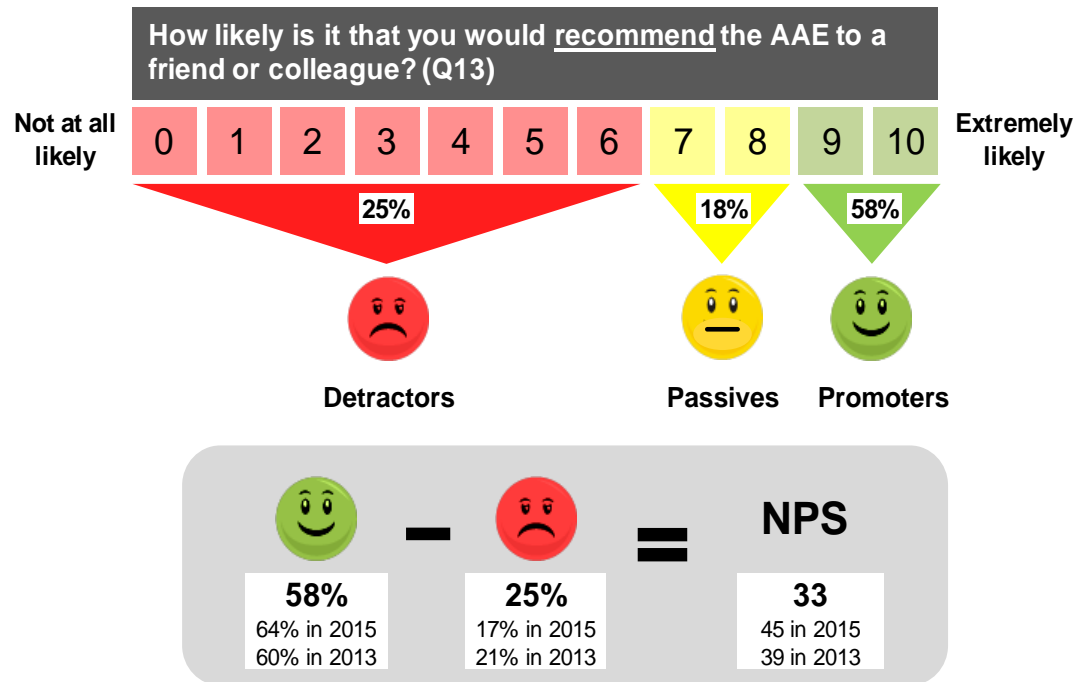 How likely is it that you would recommend the AAE to a
friend or colleague? (Q13)
Not at all
likely
0 1 2 3 4 5 6 7 8 9 10
Extremely
likely
25% 18% 58%
Detractors Passives Promoters
NPS
58% 25% 33
64% in 2015 17% in 2015 45 in 2015
60% in 2013 21% in 2013 39 in 2013